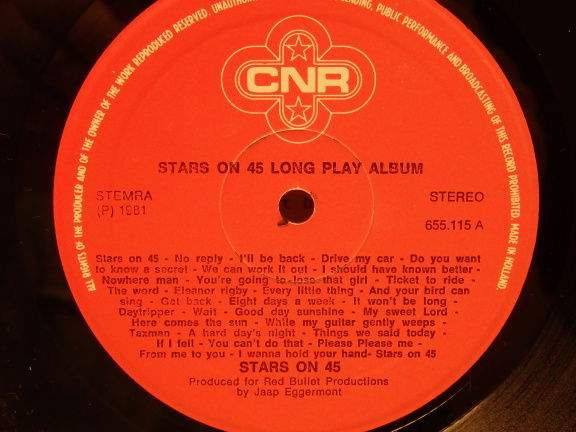 ALL RIGHTS OF THE PRODUCER AND OF THE OWNER OF THE WORK REPRODUCED RESERVED. UNAUTHORI
LENDING, PUBLIC PERFORMANCE AND BROADCASTING OF THIS RECORD PROHIBITED. MADE IN HOLLAND
CNR
STARS ON 45 LONG PLAY ALBUM
STEMRA
(P) 1981
STEREO
655.115 A
Stars on 45 - No reply - I'll be back - Drive my car - Do you want
to know a secret - We can work it out - I should have known better -
Nowhere man - You're going to lose that girl - Ticket to ride -
The word - Eleanor rigby - Every little thing - And your bird can
sing - Get back - Eight days a week - It won't be long -
Daytripper - Wait - Good day sunshine - My sweet Lord -
Here comes the sun - While my guitar gently weeps -
Taxman - A hard day's night - Things we said today -
If I fell - You can't do that - Please Please me -
From me to you - I wanna hold your hand- Stars on 45
STARS ON 45
Produced for Red Bullet Productions
by Jaap Eggermont